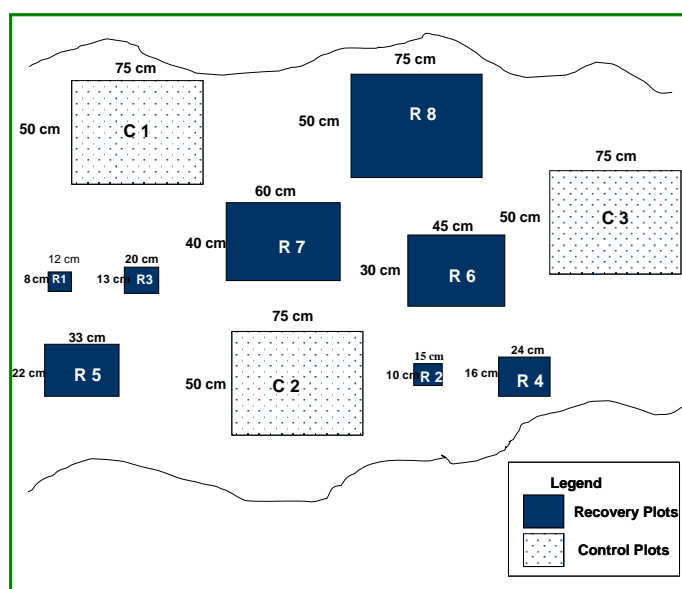 75 cm
50 cm
C 1
75 cm
50 cm
R 8
75 cm
50 cm
C 3
60 cm
40 cm
R 7
45 cm
30 cm
R 6
12 cm
8 cm
R1
20 cm
13 cm
R3
33 cm
22 cm
R 5
75 cm
50 cm
C 2
15 cm
10 cm
R 2
24 cm
16 cm
R 4
Legend
Recovery Plots
Control Plots